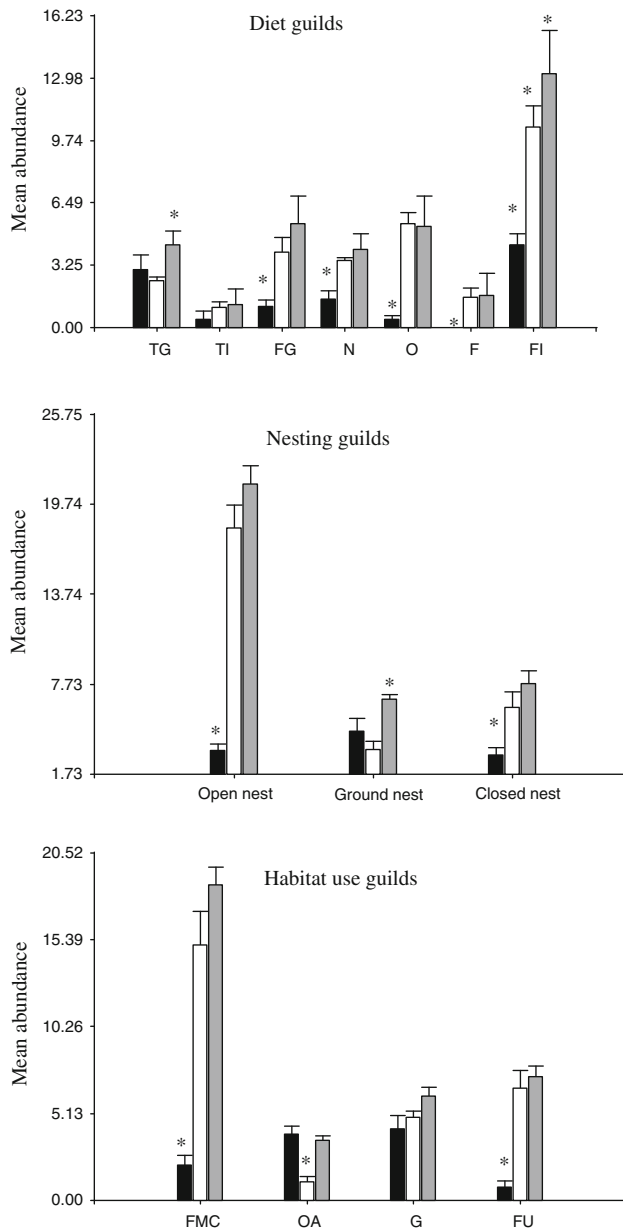 Diet guilds
Mean abundance
16.23
12.98
9.74
6.49
3.25
0.00
* * * * * * * *
TG TI FG N O F FI
Nesting guilds
Mean abundance
25.75
19.74
13.74
7.73
1.73
* * *
Open nest Ground nest Closed nest
Habitat use guilds
Mean abundance
20.52
15.39
10.26
5.13
0.00
* * *
FMC OA G FU